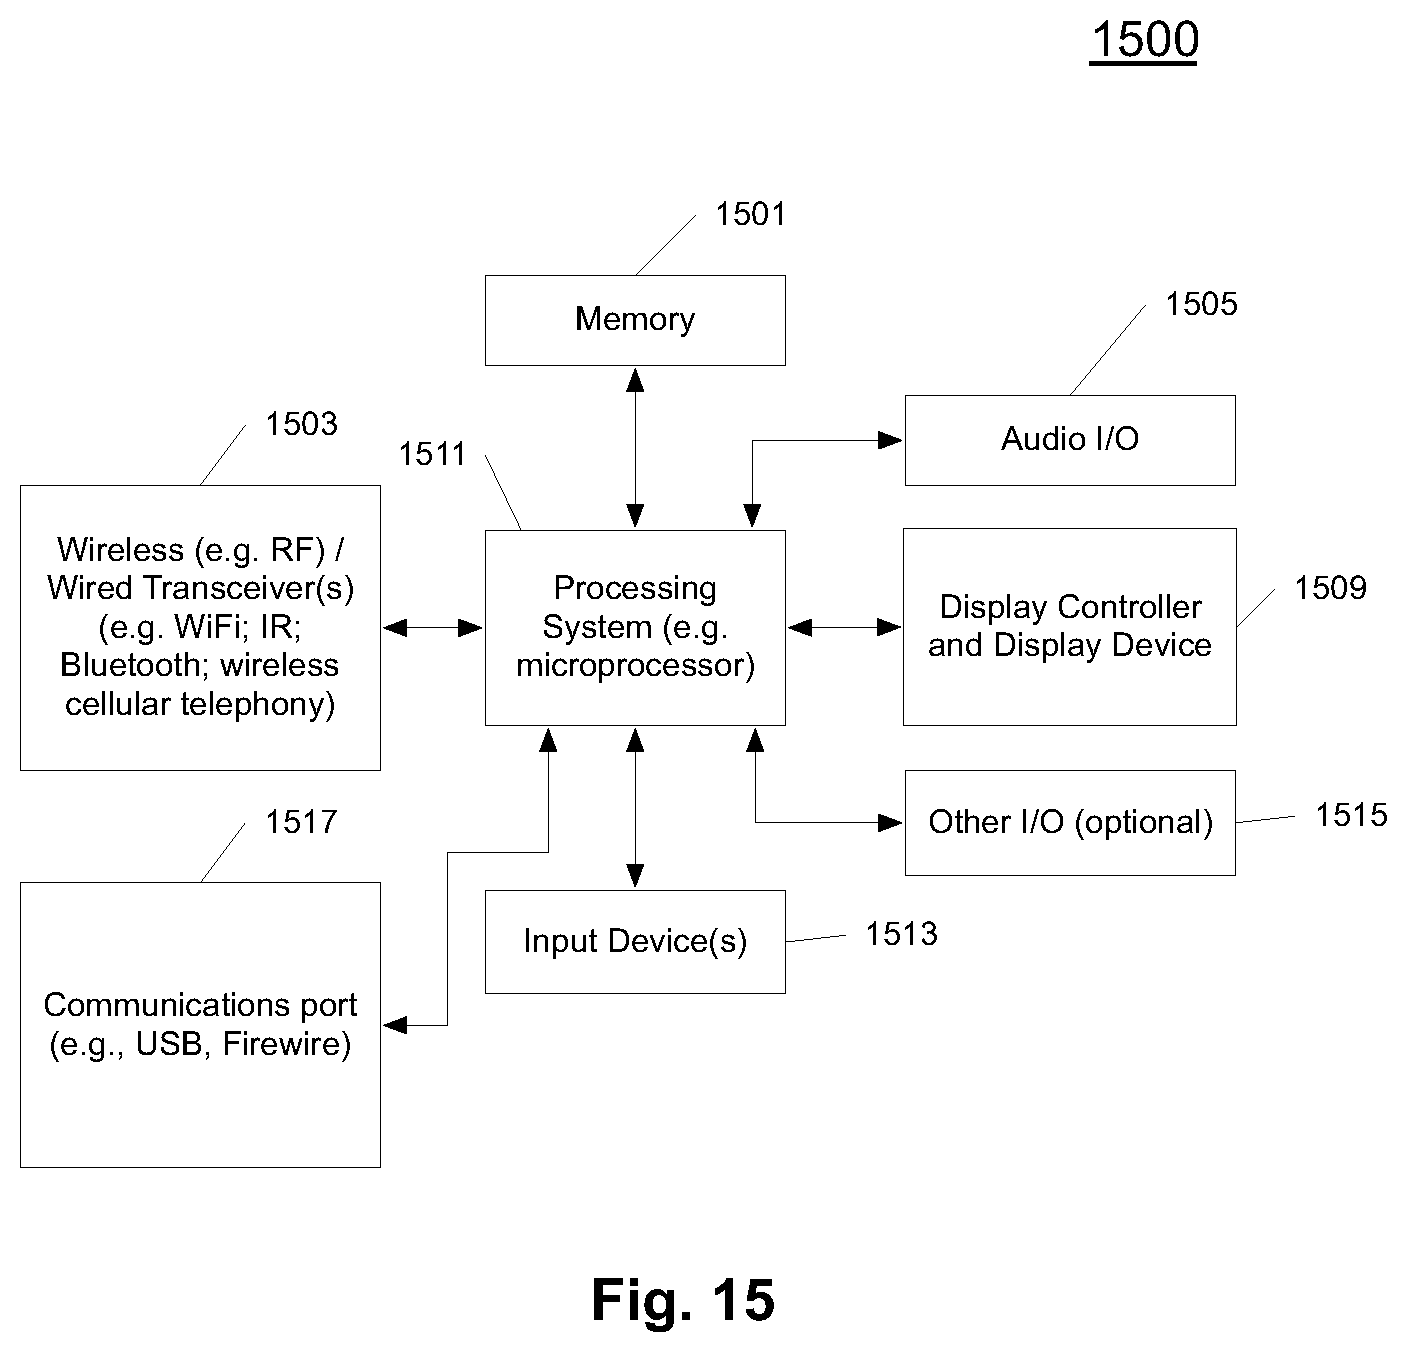 1500
1501
Memory
1505
Audio I/O
1503
1511
Wireless (e.g. RF) /
Wired Transceiver(s)
(e.g. WiFi; IR;
Bluetooth; wireless
cellular telephony)
Processing
System (e.g.
microprocessor)
Display Controller
and Display Device
1509
1517
Other I/O (optional)
1515
Input Device(s)
1513
Communications port
(e.g., USB, Firewire)
Fig. 15